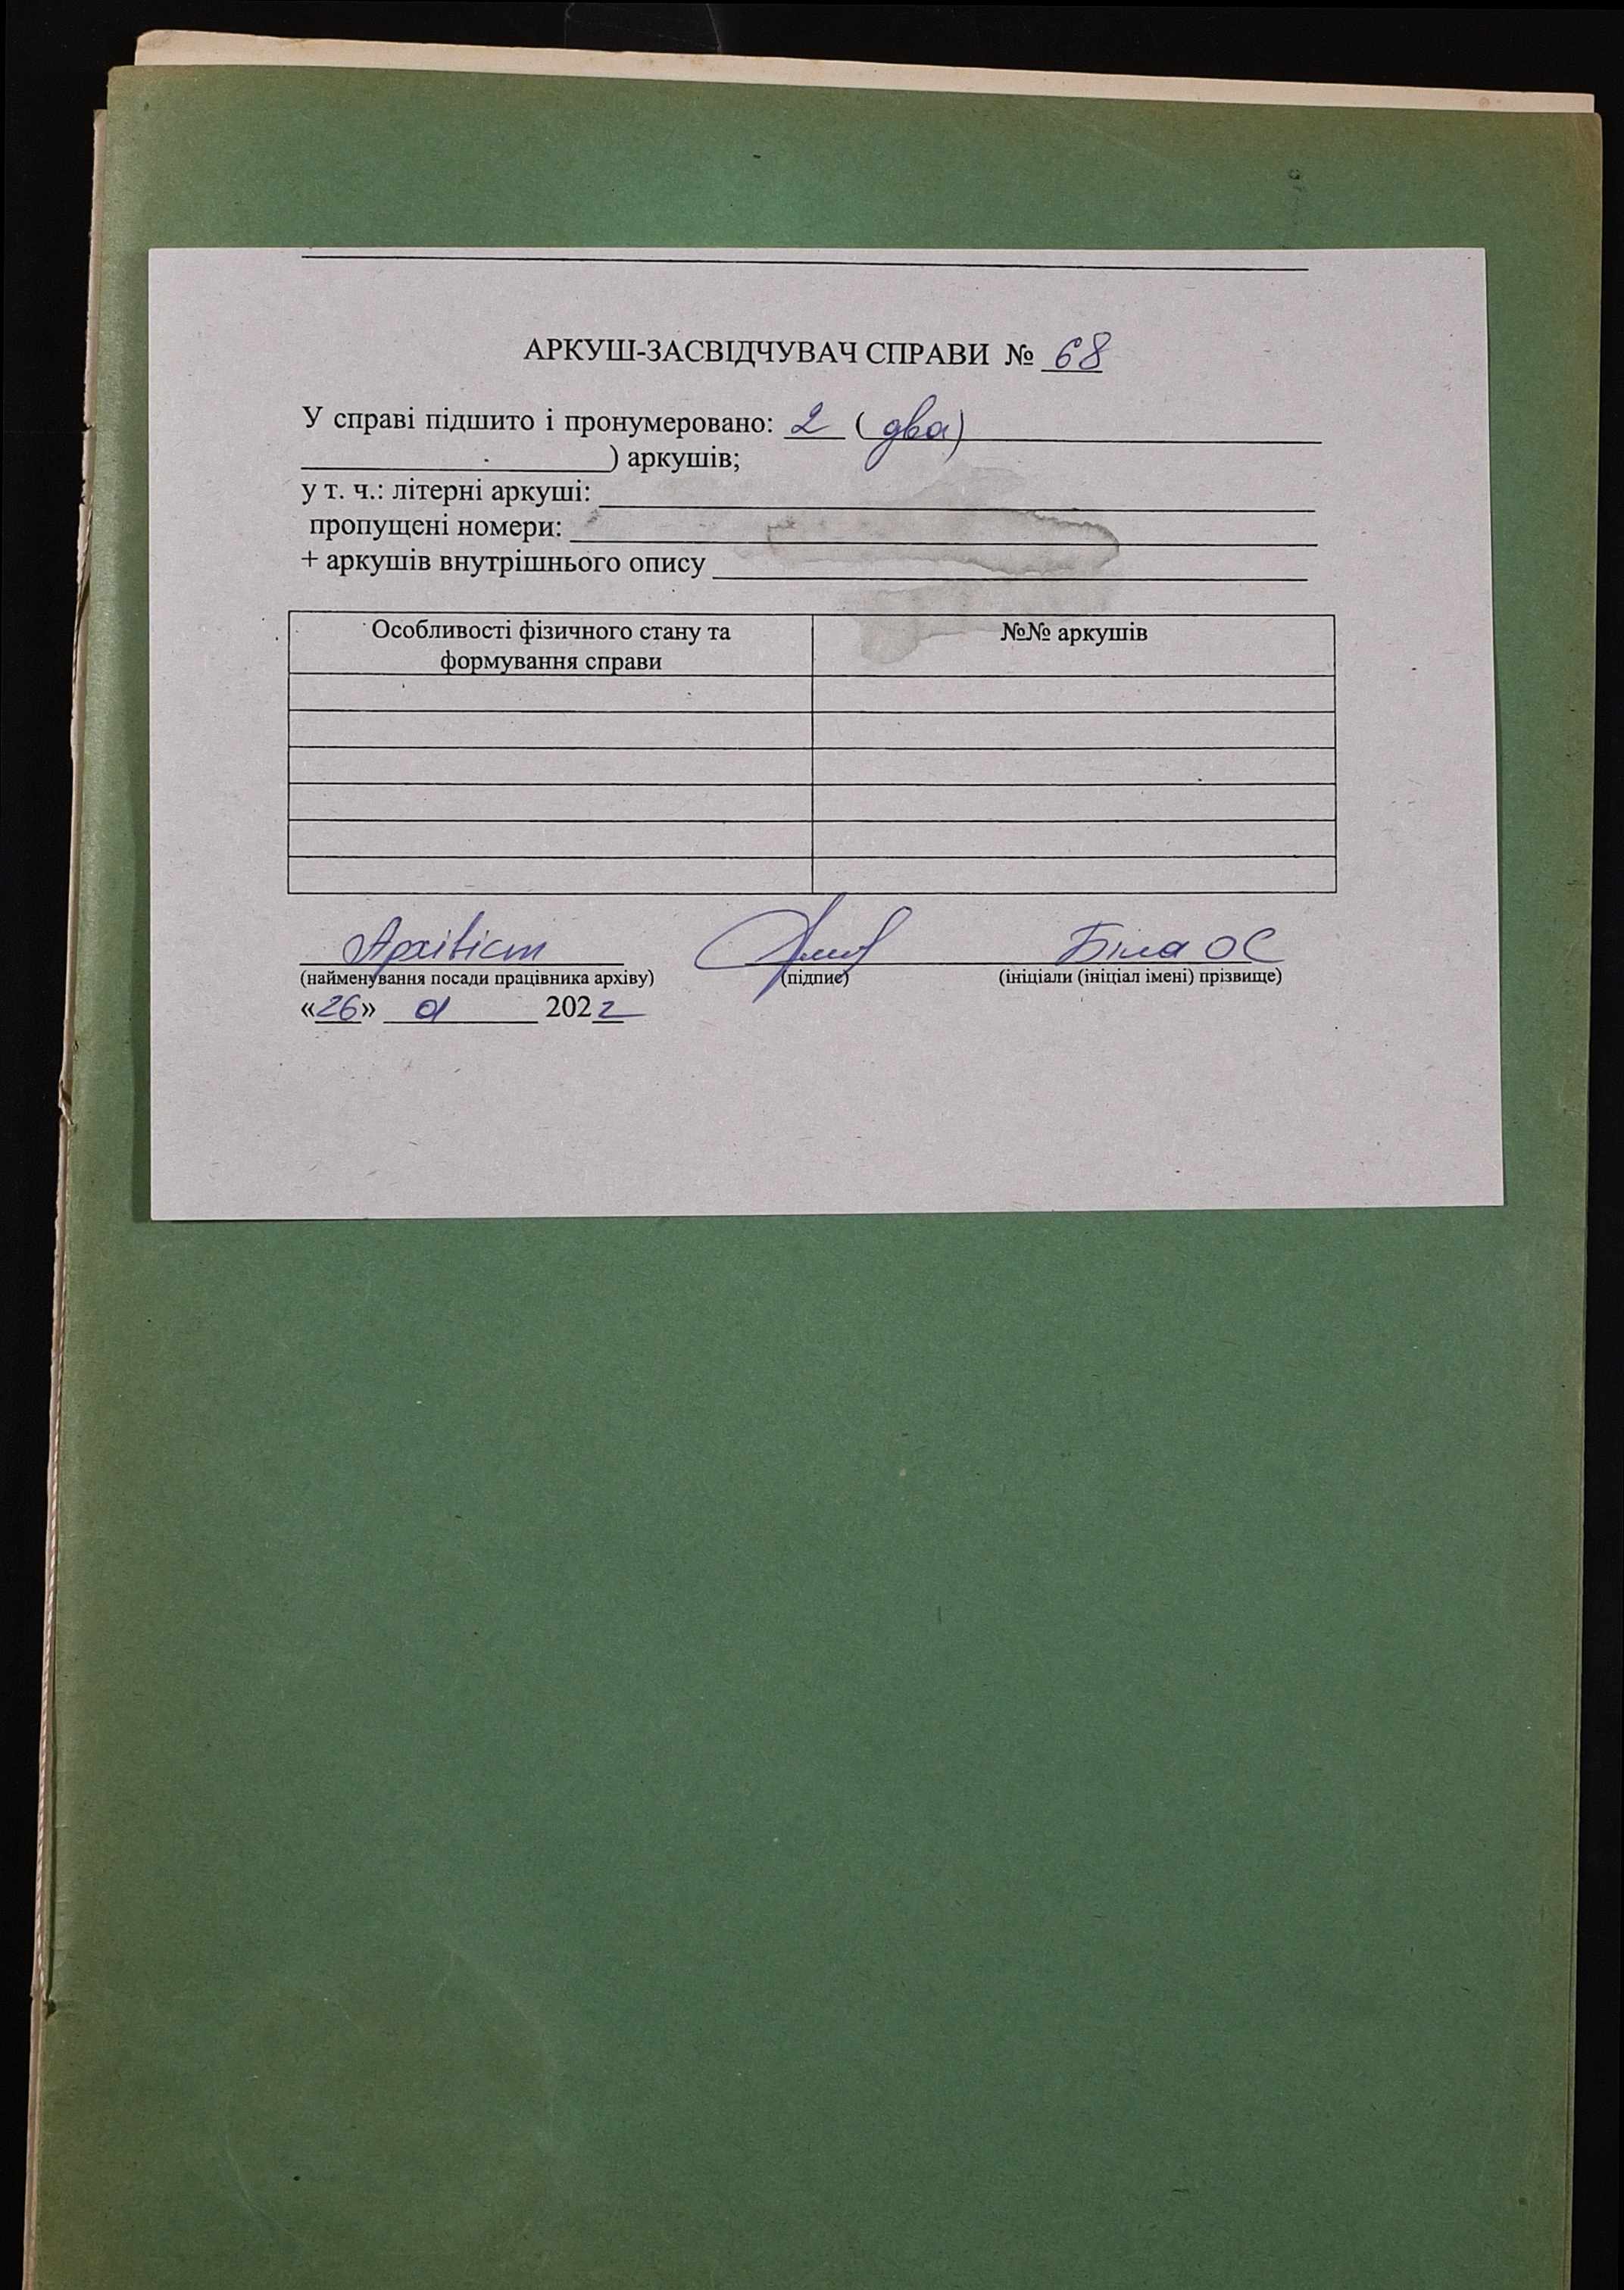 АРКУШ-ЗАСВІДЧУВАЧ СПРАВИ № 68
У справі підшито і пронумеровано: 2 (два)
) аркушів;
у т. ч.: літерні аркуші:
пропущені номери:
+ аркушів внутрішнього опису
Особливості фізичного стану та формування справи | №№ аркушів
Архівіст Біла ОС
(найменування посади працівника архіву) (підпис) (ініціали (ініціал імені) прізвище)
«26» 01 2022